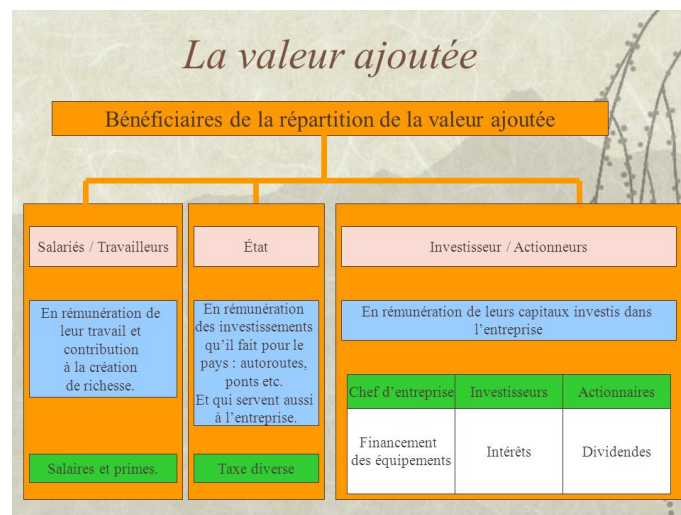 La valeur ajoutée
Bénéficiaires de la répartition de la valeur ajoutée
Salariés / Travailleurs
En rémunération de
leur travail et
contribution
à la création
de richesse.
Salaires et primes.
État
En rémunération
des investissements
qu'il fait pour le
pays : autoroutes,
ponts etc.
Et qui servent aussi
à l'entreprise.
Taxe diverse
Investisseur / Actionneurs
En rémunération de leurs capitaux investis dans
l'entreprise
Chef d'entreprise Investisseurs Actionnaires
Financement
des équipements
Intérêts
Dividendes